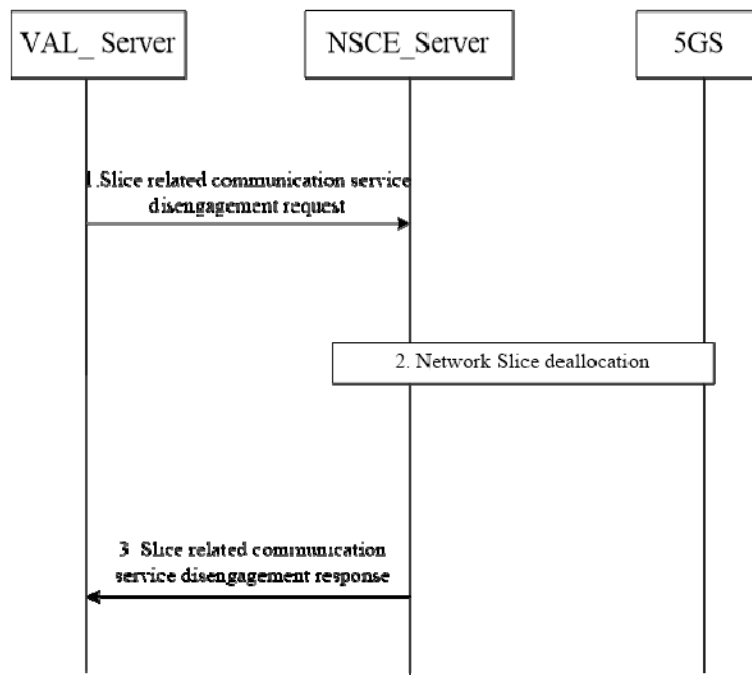 VAL_ Server
NSCE_Server
5GS
1.Slice related communication service
disengagement request
2. Network Slice deallocation
3 Slice related communication
service disengagement response